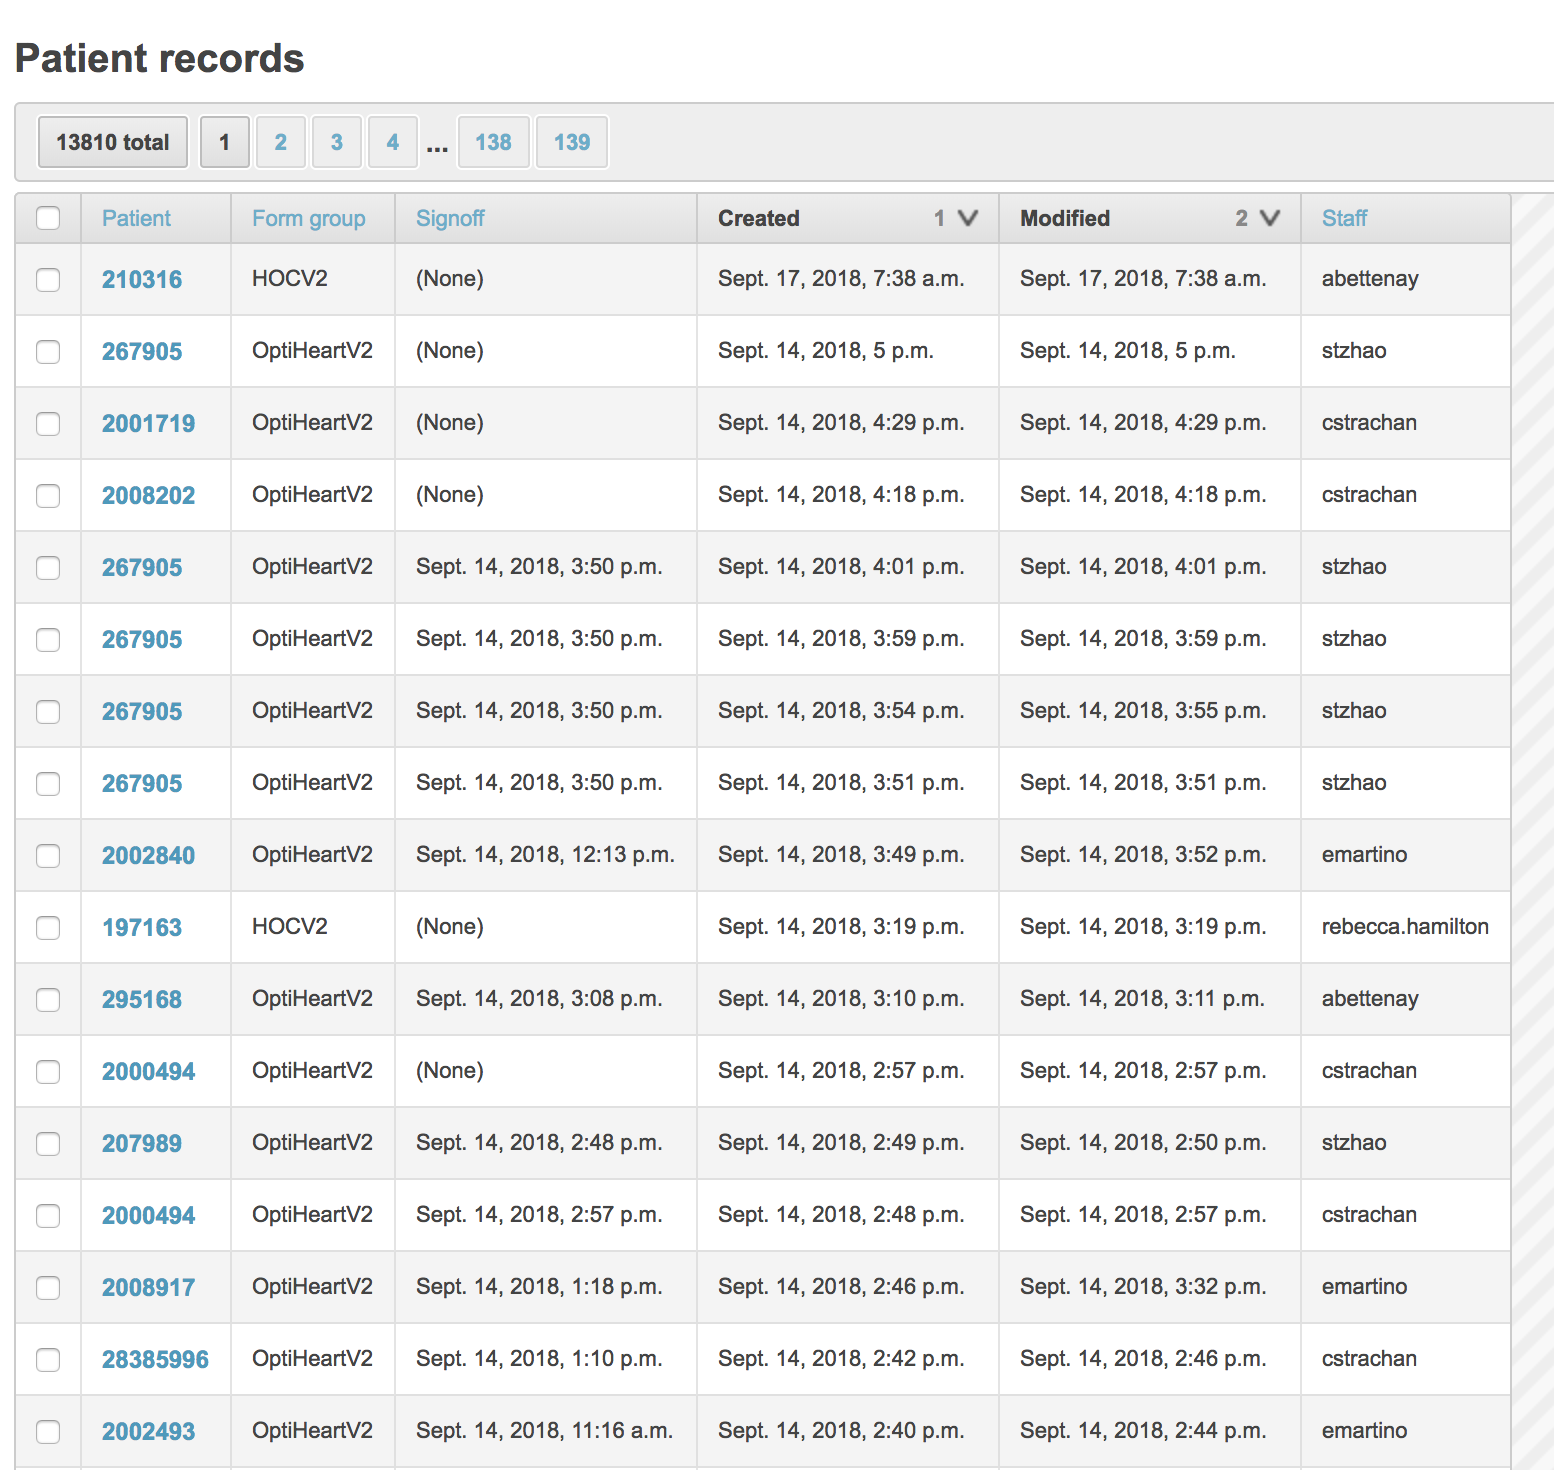 Patient records
13810 total 1 2 3 4 ... 138 139
Patient Form group Signoff Created 1 Modified 2 Staff
210316 HOCV2 (None) Sept. 17, 2018, 7:38 a.m. Sept. 17, 2018, 7:38 a.m. abettenay
267905 OptiHeartV2 (None) Sept. 14, 2018, 5 p.m. Sept. 14, 2018, 5 p.m. stzhao
2001719 OptiHeartV2 (None) Sept. 14, 2018, 4:29 p.m. Sept. 14, 2018, 4:29 p.m. cstrachan
2008202 OptiHeartV2 (None) Sept. 14, 2018, 4:18 p.m. Sept. 14, 2018, 4:18 p.m. cstrachan
267905 OptiHeartV2 Sept. 14, 2018, 3:50 p.m. Sept. 14, 2018, 4:01 p.m. Sept. 14, 2018, 4:01 p.m. stzhao
267905 OptiHeartV2 Sept. 14, 2018, 3:50 p.m. Sept. 14, 2018, 3:59 p.m. Sept. 14, 2018, 3:59 p.m. stzhao
267905 OptiHeartV2 Sept. 14, 2018, 3:50 p.m. Sept. 14, 2018, 3:54 p.m. Sept. 14, 2018, 3:55 p.m. stzhao
267905 OptiHeartV2 Sept. 14, 2018, 3:50 p.m. Sept. 14, 2018, 3:51 p.m. Sept. 14, 2018, 3:51 p.m. stzhao
2002840 OptiHeartV2 Sept. 14, 2018, 12:13 p.m. Sept. 14, 2018, 3:49 p.m. Sept. 14, 2018, 3:52 p.m. emartino
197163 HOCV2 (None) Sept. 14, 2018, 3:19 p.m. Sept. 14, 2018, 3:19 p.m. rebecca.hamilton
295168 OptiHeartV2 Sept. 14, 2018, 3:08 p.m. Sept. 14, 2018, 3:10 p.m. Sept. 14, 2018, 3:11 p.m. abettenay
2000494 OptiHeartV2 (None) Sept. 14, 2018, 2:57 p.m. Sept. 14, 2018, 2:57 p.m. cstrachan
207989 OptiHeartV2 Sept. 14, 2018, 2:48 p.m. Sept. 14, 2018, 2:49 p.m. Sept. 14, 2018, 2:50 p.m. stzhao
2000494 OptiHeartV2 Sept. 14, 2018, 2:57 p.m. Sept. 14, 2018, 2:48 p.m. Sept. 14, 2018, 2:57 p.m. cstrachan
2008917 OptiHeartV2 Sept. 14, 2018, 1:18 p.m. Sept. 14, 2018, 2:46 p.m. Sept. 14, 2018, 3:32 p.m. emartino
28385996 OptiHeartV2 Sept. 14, 2018, 1:10 p.m. Sept. 14, 2018, 2:42 p.m. Sept. 14, 2018, 2:46 p.m. cstrachan
2002493 OptiHeartV2 Sept. 14, 2018, 11:16 a.m. Sept. 14, 2018, 2:40 p.m. Sept. 14, 2018, 2:44 p.m. emartino